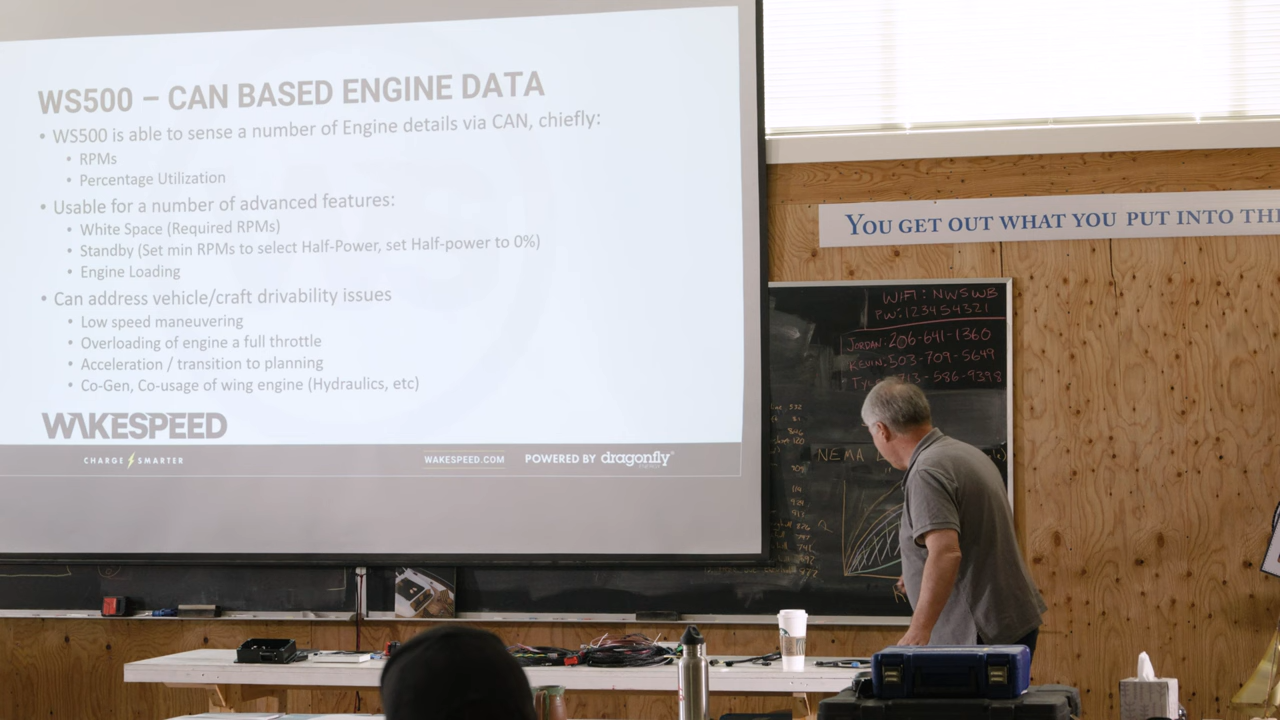 WS500 – CAN BASED ENGINE DATA
• WS500 is able to sense a number of Engine details via CAN, chiefly:
• RPMs
• Percentage Utilization
• Usable for a number of advanced features:
• White Space (Required RPMs)
• Standby (Set min RPMs to select Half-Power, set Half-power to 0%)
• Engine Loading
• Can address vehicle/craft drivability issues
• Low speed maneuvering
• Overloading of engine a full throttle
• Acceleration / transition to planning
• Co-Gen, Co-usage of wing engine (Hydraulics, etc)
WAKESPEED
CHARGE SMARTER
WAKESPEED.COM
POWERED BY dragonfly
YOU GET OUT WHAT YOU PUT INTO
WIFI: NWSWB
PW: 123454321
JORDAN: 206-641-1360
KEVIN: 503-709-5649
713-586-9398
NEMA